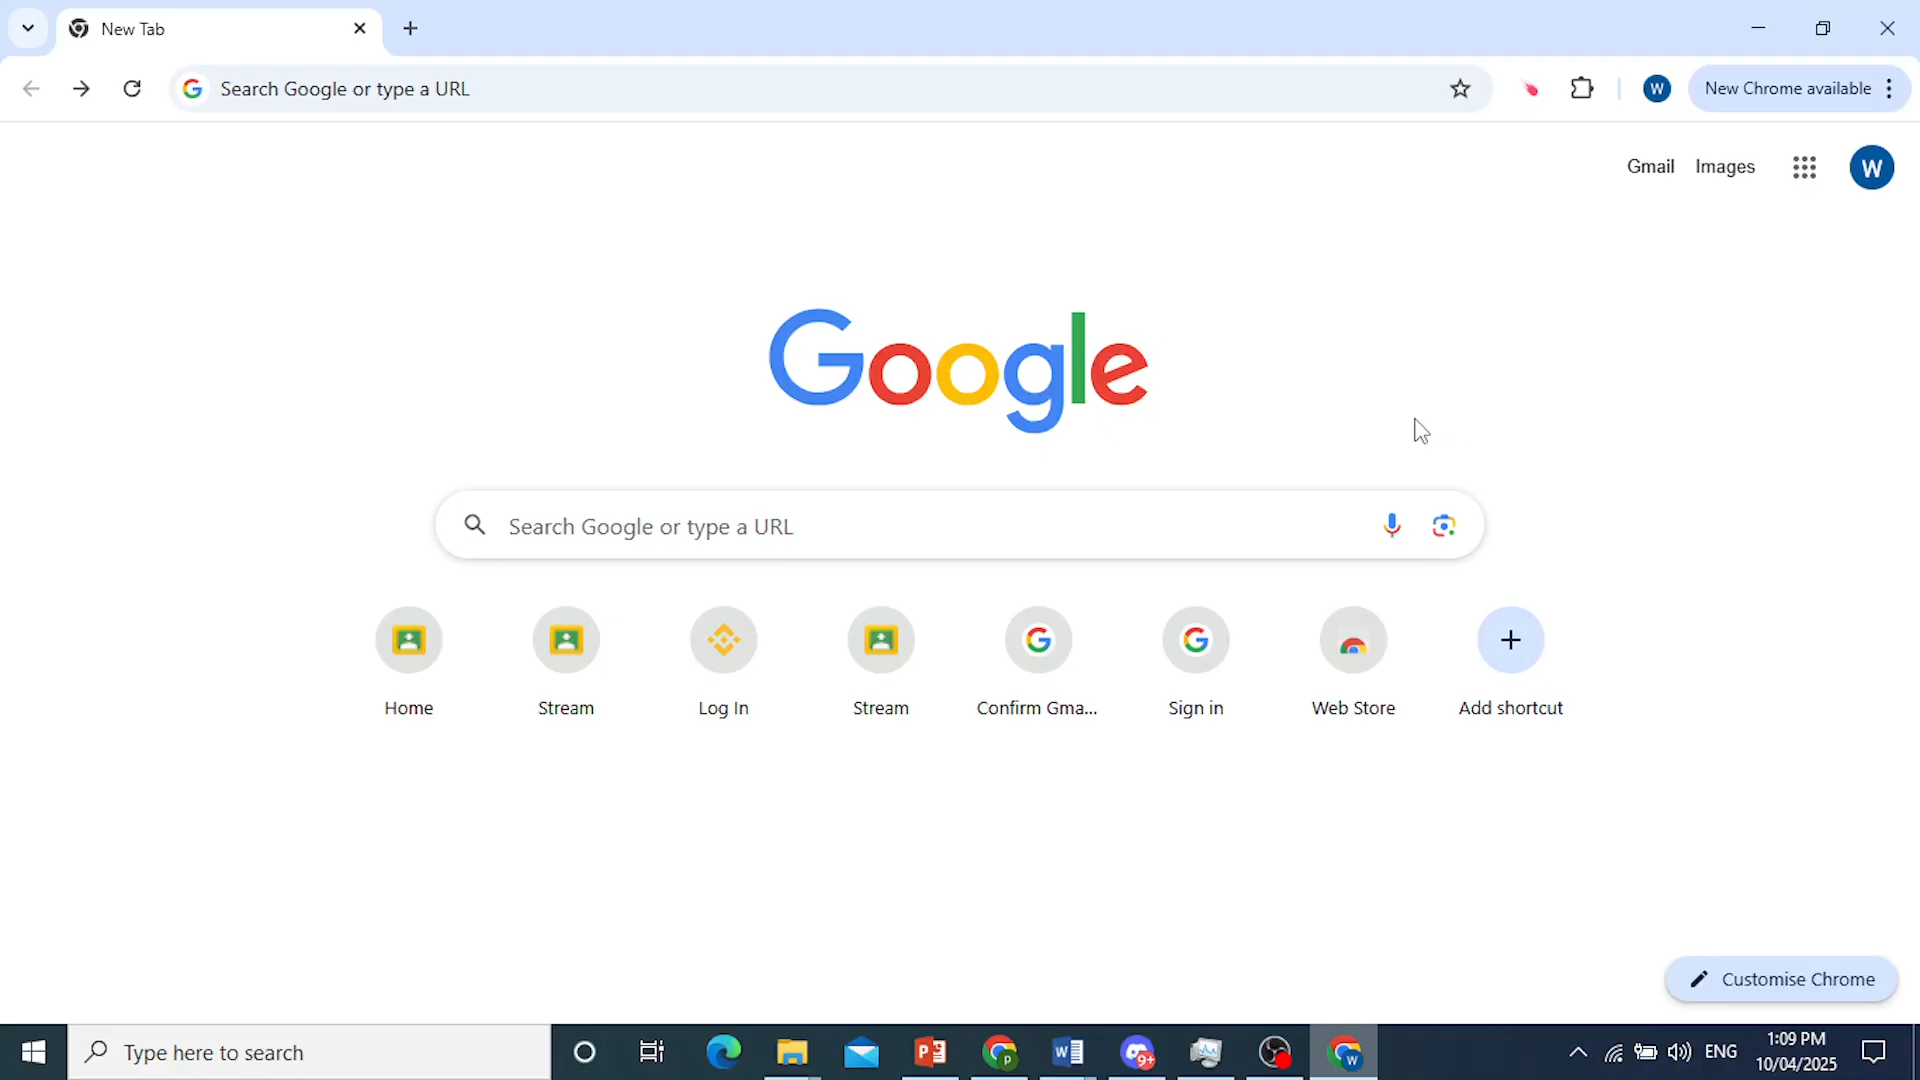 New Tab
Search Google or type a URL
W
New Chrome available
Gmail
Images
W
Google
Search Google or type a URL
Home
Stream
Log In
Stream
Confirm Gma...
Sign in
Web Store
Add shortcut
Customise Chrome
Type here to search
9+
ENG
1:09 PM
10/04/2025